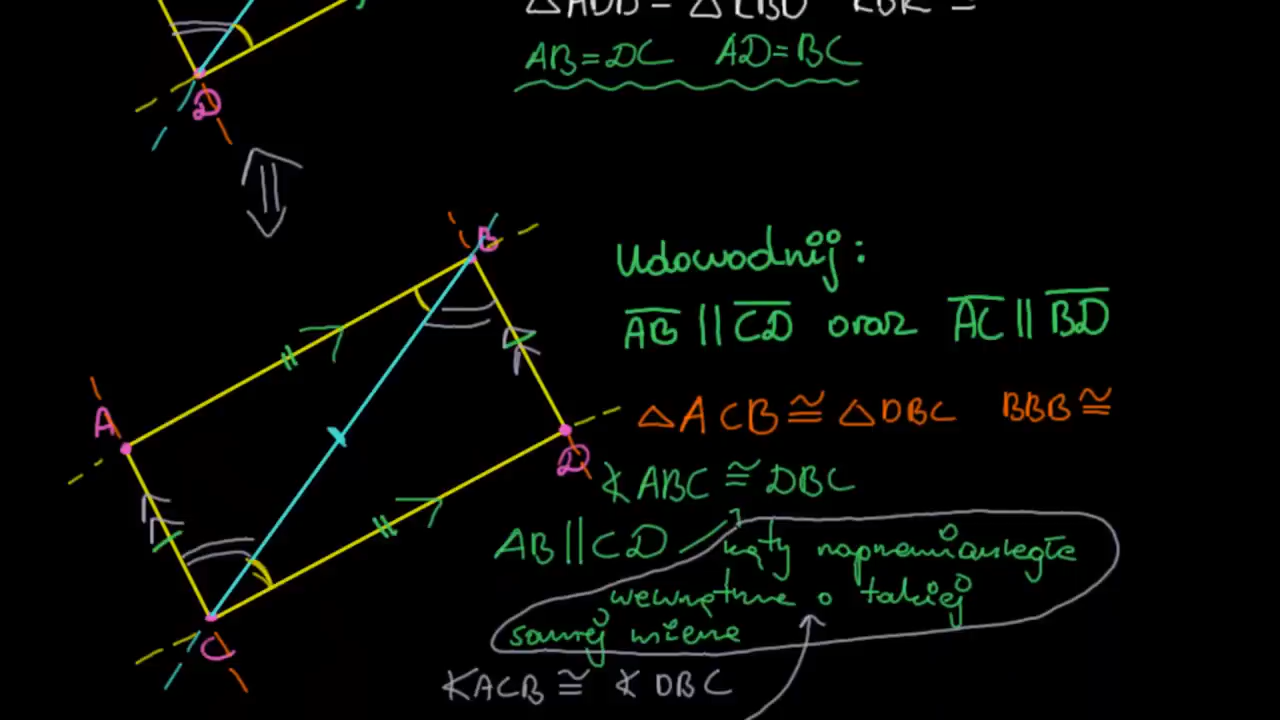 AB=DC AD=BC
D
B
Udowodnij:
AB || CD oraz AC || BD
A
△ACB ≅ △DBC BBB ≅
D
∢ABC ≅ DBC
AB || CD kąty naprzemianległe
wewnętrzne o takiej
samej mierze
C
∢ACB ≅ ∢DBC